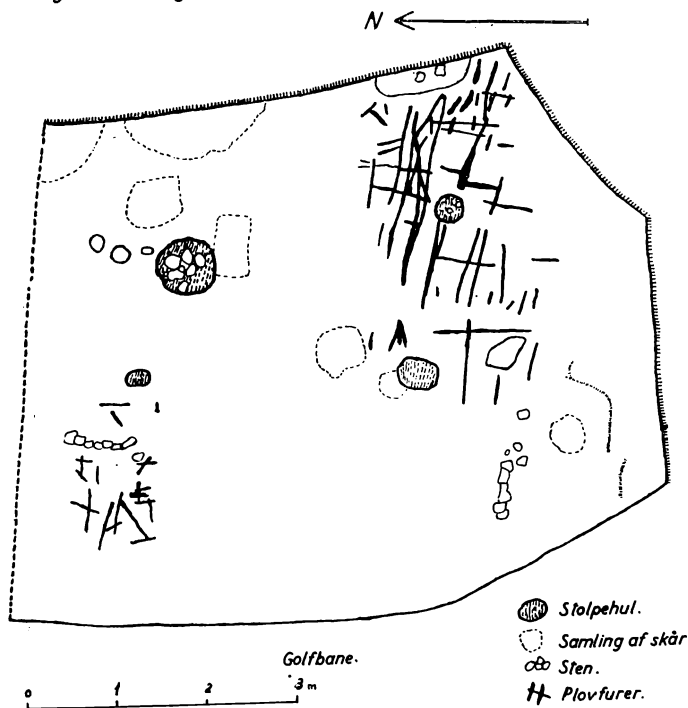 N
Stolpehul.
Samling af skår
Sten.
Plovfurer.
Golfbane.
0 1 2 3 m